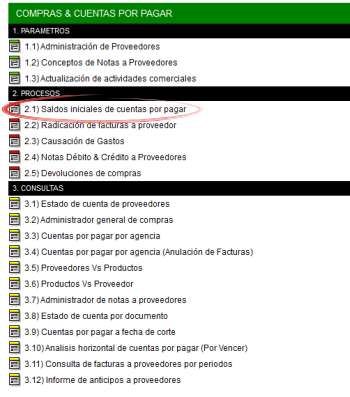 COMPRAS & CUENTAS POR PAGAR
1. PARAMETROS
1.1) Administración de Proveedores
1.2) Conceptos de Notas a Proveedores
1.3) Actualización de actividades comerciales
2. PROCESOS
2.1) Saldos iniciales de cuentas por pagar
2.2) Radicación de facturas a proveedor
2.3) Causación de Gastos
2.4) Notas Débito & Crédito a Proveedores
2.5) Devoluciones de compras
3. CONSULTAS
3.1) Estado de cuenta de proveedores
3.2) Administrador general de compras
3.3) Cuentas por pagar por agencia
3.4) Cuentas por pagar por agencia (Anulación de Facturas)
3.5) Proveedores Vs Productos
3.6) Productos Vs Proveedor
3.7) Administrador de notas a proveedores
3.8) Estado de cuenta por documento
3.9) Cuentas por pagar a fecha de corte
3.10) Analisis horizontal de cuentas por pagar (Por Vencer)
3.11) Consulta de facturas a proveedores por periodos
3.12) Informe de anticipos a proveedores